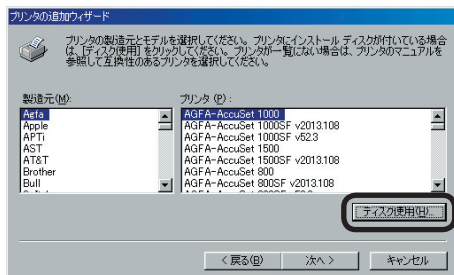 プリンタの追加ウィザード
プリンタの製造元とモデルを選択してください。プリンタにインストール ディスクが付いている場合
は、[ディスク使用] をクリックしてください。プリンタが一覧にない場合は、プリンタのマニュアルを
参照して互換性のあるプリンタを選択してください。
製造元(M):
プリンタ (P) :
Agfa
Apple
APTi
AST
AT&T
Brother
Bull
AGFA-AccuSet 1000
AGFA-AccuSet 1000SF v2013.108
AGFA-AccuSet 1000SF v52.3
AGFA-AccuSet 1500
AGFA-AccuSet 1500SF v2013.108
AGFA-AccuSet 800
AGFA-AccuSet 800SF v2013.108
ディスク使用(H)...
< 戻る(B)
次へ >
キャンセル